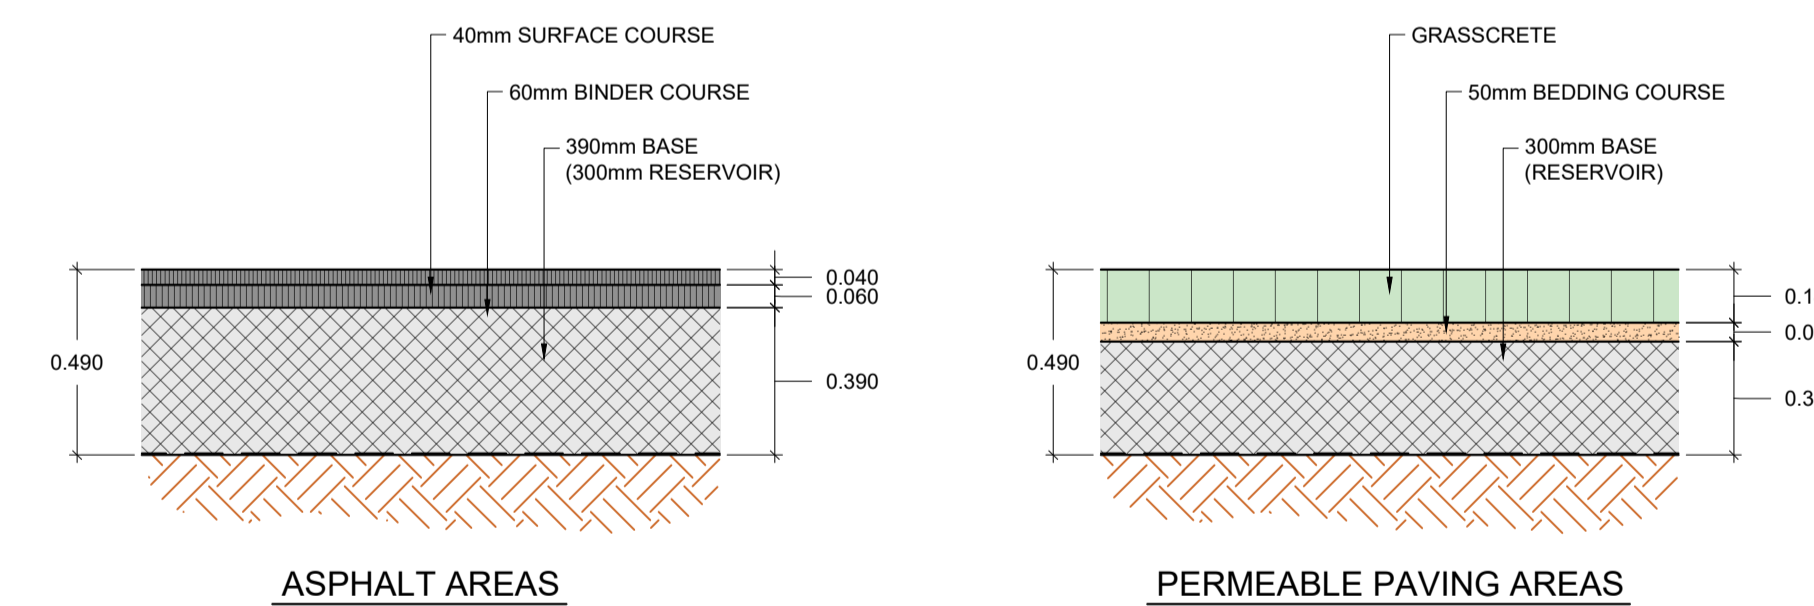 40mm SURFACE COURSE
60mm BINDER COURSE
390mm BASE
(300mm RESERVOIR)
0.040
0.060
0.490
0.390
ASPHALT AREAS
GRASSCRETE
50mm BEDDING COURSE
300mm BASE
(RESERVOIR)
0.1
0.0
0.490
0.3
PERMEABLE PAVING AREAS